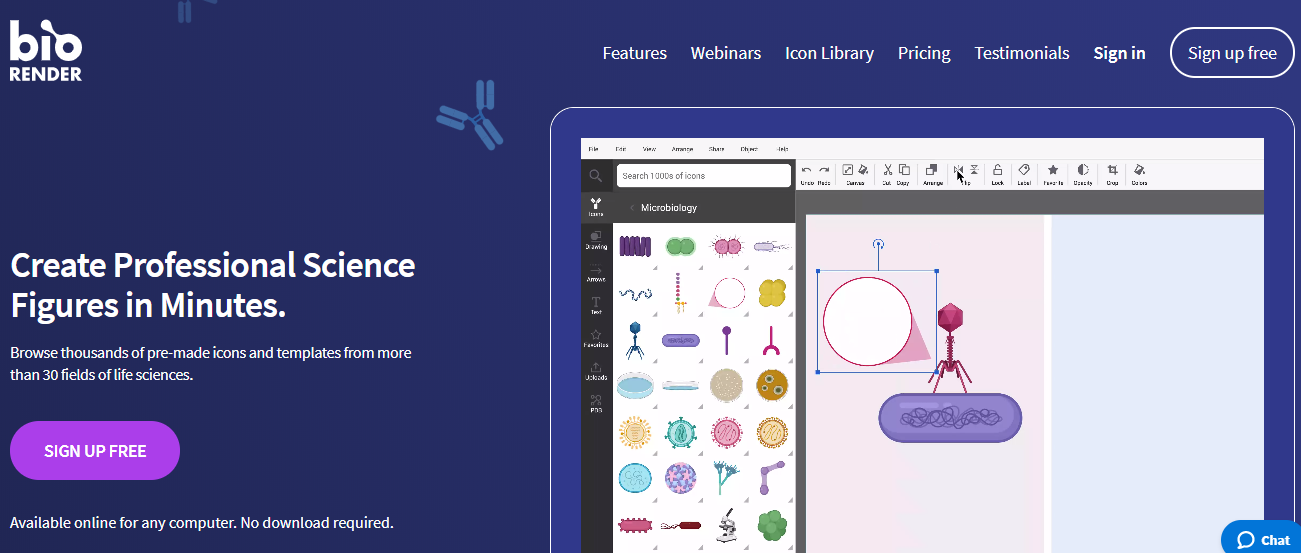 bio
RENDER
Features Webinars Icon Library Pricing Testimonials Sign in Sign up free
Create Professional Science
Figures in Minutes.
Browse thousands of pre-made icons and templates from more
than 30 fields of life sciences.
SIGN UP FREE
Available online for any computer. No download required.
File Edit View Arrange Share Object Help
Search 1000s of icons
Undo Redo Canvas Cut Copy Arrange Flip Lock Label Favorite Opacity Crop Colors
Microbiology
Icons
Drawing
Arrows
Text
Favorites
Uploads
PDB
Chat